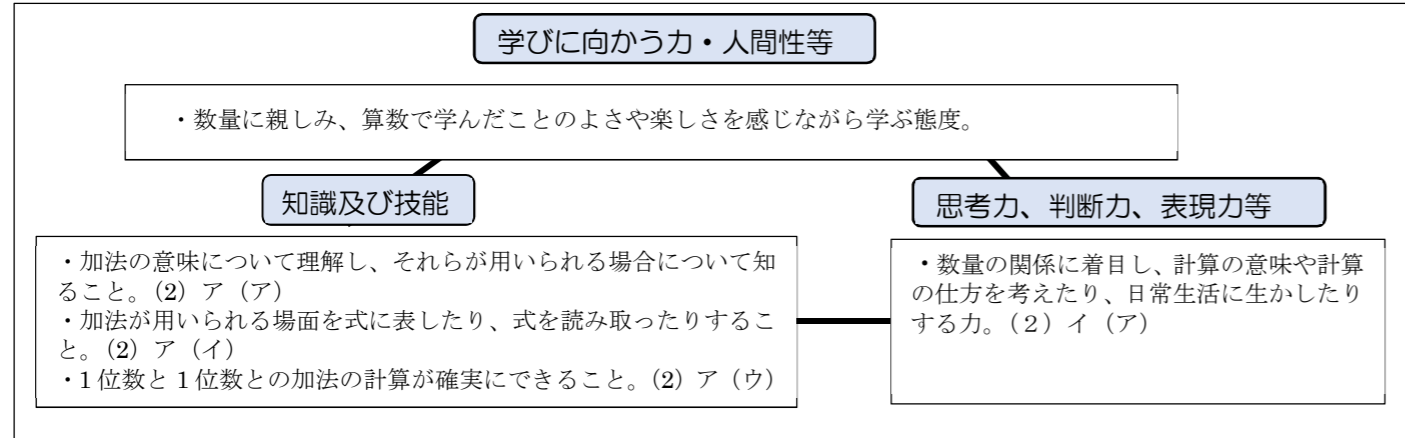 学びに向かう力・人間性等
・数量に親しみ、算数で学んだことのよさや楽しさを感じながら学ぶ態度。
知識及び技能
・加法の意味について理解し、それらが用いられる場合について知
ること。(2) ア（ア）
・加法が用いられる場面を式に表したり、式を読み取ったりするこ
と。(2) ア（イ）
・1 位数と 1 位数との加法の計算が確実にできること。(2) ア（ウ）
思考力、判断力、表現力等
・数量の関係に着目し、計算の意味や計算
の仕方を考えたり、日常生活に生かしたり
する力。（２）イ（ア）